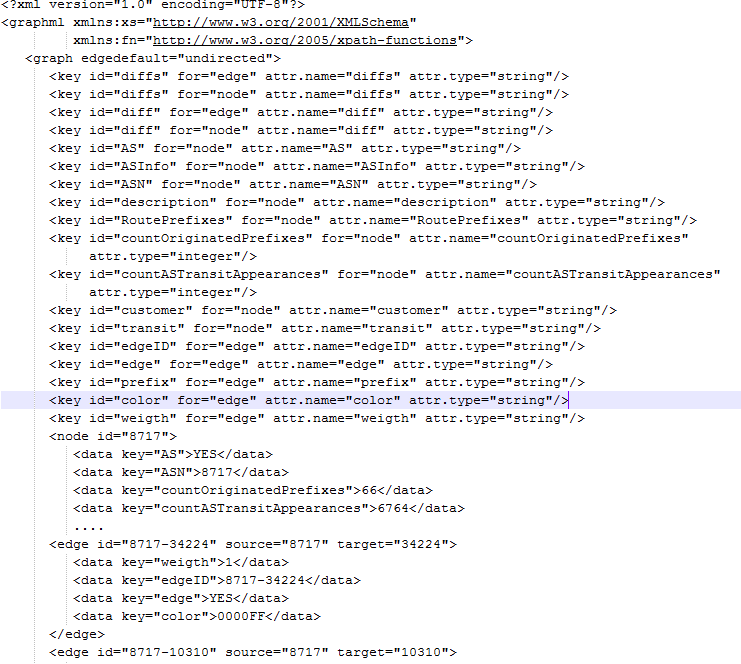 <?xml version="1.0" encoding="UTF-8"?>
<graphml xmlns:xs="http://www.w3.org/2001/XMLSchema"
xmlns:fn="http://www.w3.org/2005/xpath-functions">
<graph edgedefault="undirected">
<key id="diffs" for="edge" attr.name="diffs" attr.type="string"/>
<key id="diffs" for="node" attr.name="diffs" attr.type="string"/>
<key id="diff" for="edge" attr.name="diff" attr.type="string"/>
<key id="diff" for="node" attr.name="diff" attr.type="string"/>
<key id="AS" for="node" attr.name="AS" attr.type="string"/>
<key id="ASInfo" for="node" attr.name="ASInfo" attr.type="string"/>
<key id="ASN" for="node" attr.name="ASN" attr.type="string"/>
<key id="description" for="node" attr.name="description" attr.type="string"/>
<key id="RoutePrefixes" for="node" attr.name="RoutePrefixes" attr.type="string"/>
<key id="countOriginatedPrefixes" for="node" attr.name="countOriginatedPrefixes"
attr.type="integer"/>
<key id="countASTransitAppearances" for="node" attr.name="countASTransitAppearances"
attr.type="integer"/>
<key id="customer" for="node" attr.name="customer" attr.type="string"/>
<key id="transit" for="node" attr.name="transit" attr.type="string"/>
<key id="edgeID" for="edge" attr.name="edgeID" attr.type="string"/>
<key id="edge" for="edge" attr.name="edge" attr.type="string"/>
<key id="prefix" for="edge" attr.name="prefix" attr.type="string"/>
<key id="color" for="edge" attr.name="color" attr.type="string"/>
<key id="weigth" for="edge" attr.name="weigth" attr.type="string"/>
<node id="8717">
<data key="AS">YES</data>
<data key="ASN">8717</data>
<data key="countOriginatedPrefixes">66</data>
<data key="countASTransitAppearances">6764</data>
....
<edge id="8717-34224" source="8717" target="34224">
<data key="weigth">1</data>
<data key="edgeID">8717-34224</data>
<data key="edge">YES</data>
<data key="color">0000FF</data>
</edge>
<edge id="8717-10310" source="8717" target="10310">